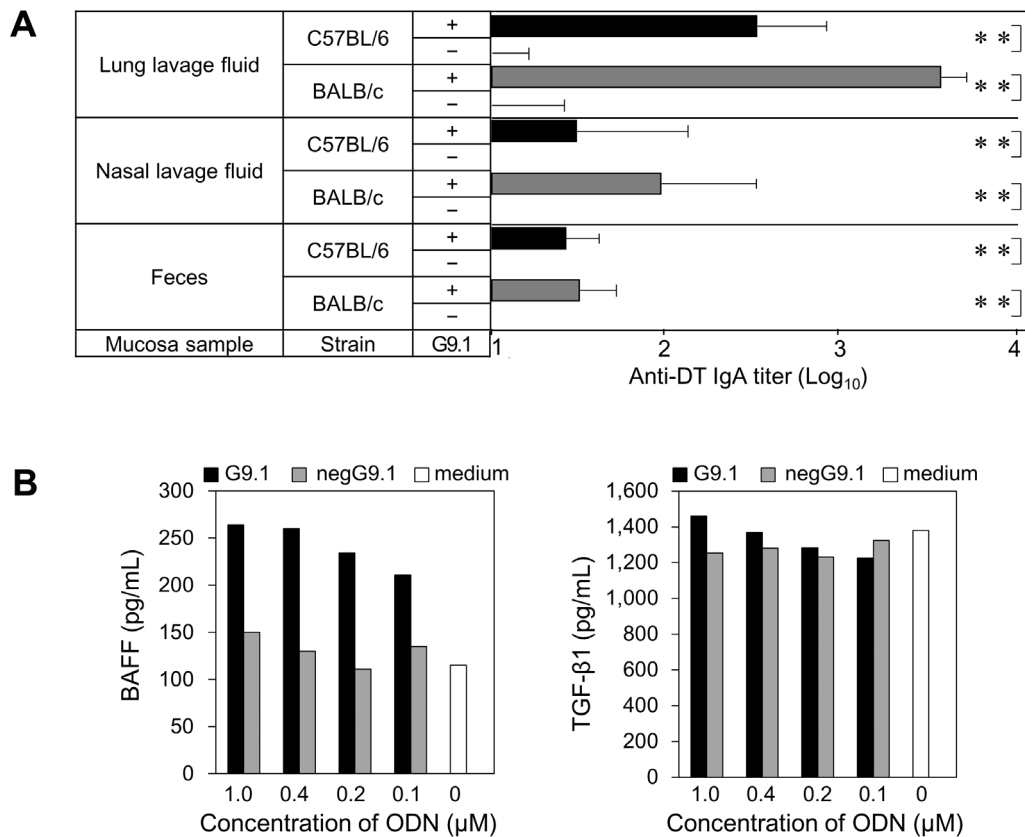 A
Lung lavage fluid
C57BL/6
+
−
**
BALB/c
+
−
**
Nasal lavage fluid
C57BL/6
+
−
**
BALB/c
+
−
**
Feces
C57BL/6
+
−
**
BALB/c
+
−
**
Mucosa sample Strain G9.1
1 2 3 4
Anti-DT IgA titer (Log₁₀)
B
G9.1 negG9.1 medium
BAFF (pg/mL)
300
250
200
150
100
50
0
1.0 0.4 0.2 0.1 0
Concentration of ODN (μM)
G9.1 negG9.1 medium
TGF-β1 (pg/mL)
1,600
1,400
1,200
1,000
800
600
400
200
0
1.0 0.4 0.2 0.1 0
Concentration of ODN (μM)